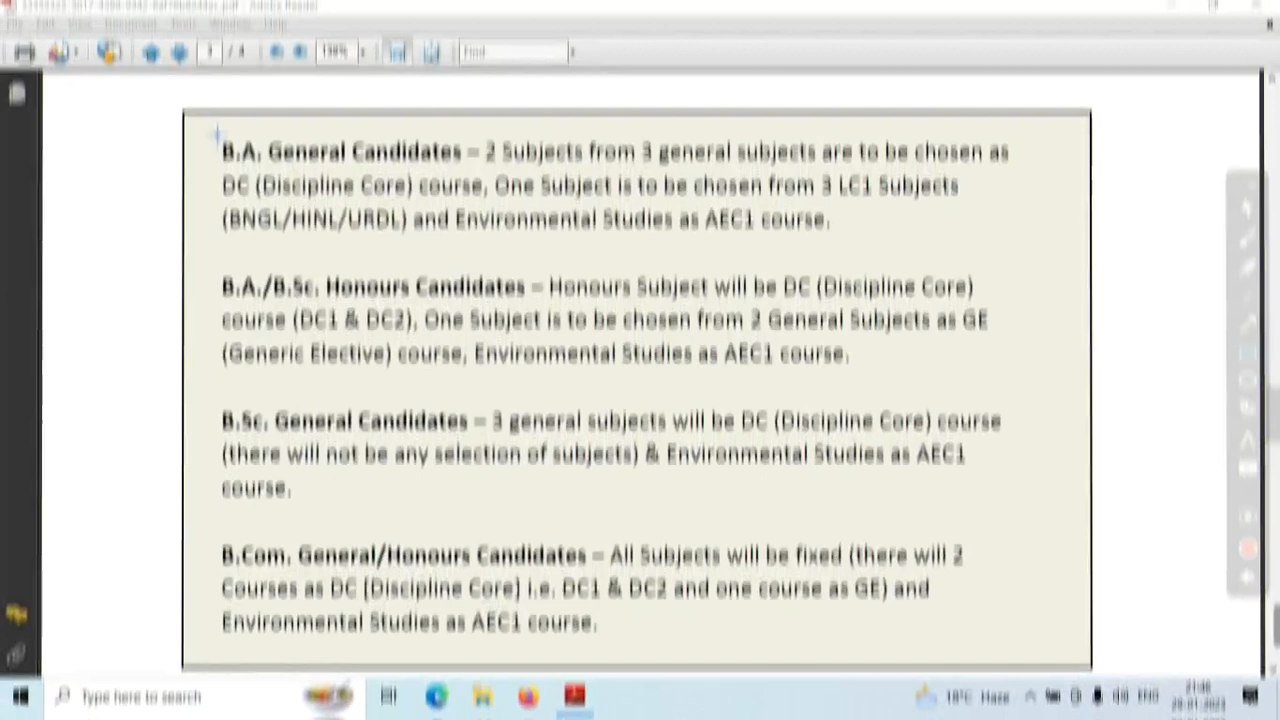 / 4
Find
B.A. General Candidates = 2 Subjects from 3 general subjects are to be chosen as
DC (Discipline Core) course, One Subject is to be chosen from 3 LC1 Subjects
(BNGL/HINL/URDL) and Environmental Studies as AEC1 course.
B.A./B.Sc. Honours Candidates = Honours Subject will be DC (Discipline Core)
course (DC1 & DC2), One Subject is to be chosen from 2 General Subjects as GE
(Generic Elective) course, Environmental Studies as AEC1 course.
B.Sc. General Candidates = 3 general subjects will be DC (Discipline Core) course
(there will not be any selection of subjects) & Environmental Studies as AEC1
course.
B.Com. General/Honours Candidates = All Subjects will be fixed (there will 2
Courses as DC [Discipline Core] i.e. DC1 & DC2 and one course as GE) and
Environmental Studies as AEC1 course.
Type here to search
18°C Haze
ENG